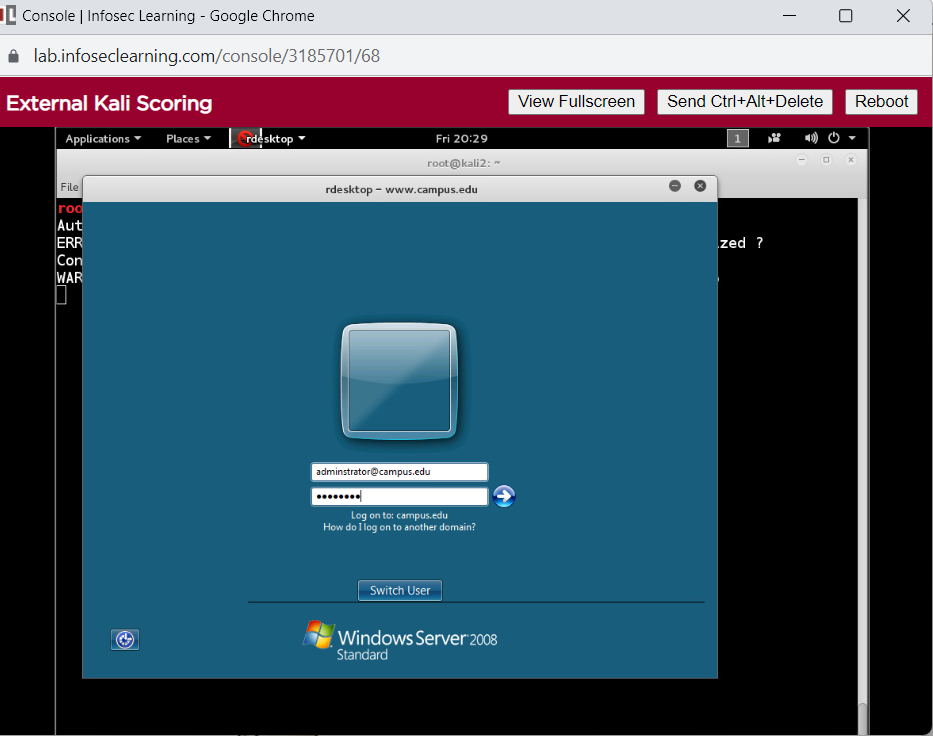 Console | Infosec Learning - Google Chrome
lab.infoseclearning.com/console/3185701/68
External Kali Scoring
View Fullscreen
Send Ctrl+Alt+Delete
Reboot
Applications
Places
rdesktop
Fri 20:29
1
root@kali2: ~
File
rdesktop - www.campus.edu
roo
Aut
ERR
zed ?
Con
WAR
adminstrator@campus.edu
Log on to: campus.edu
How do I log on to another domain?
Switch User
Windows Server 2008
Standard